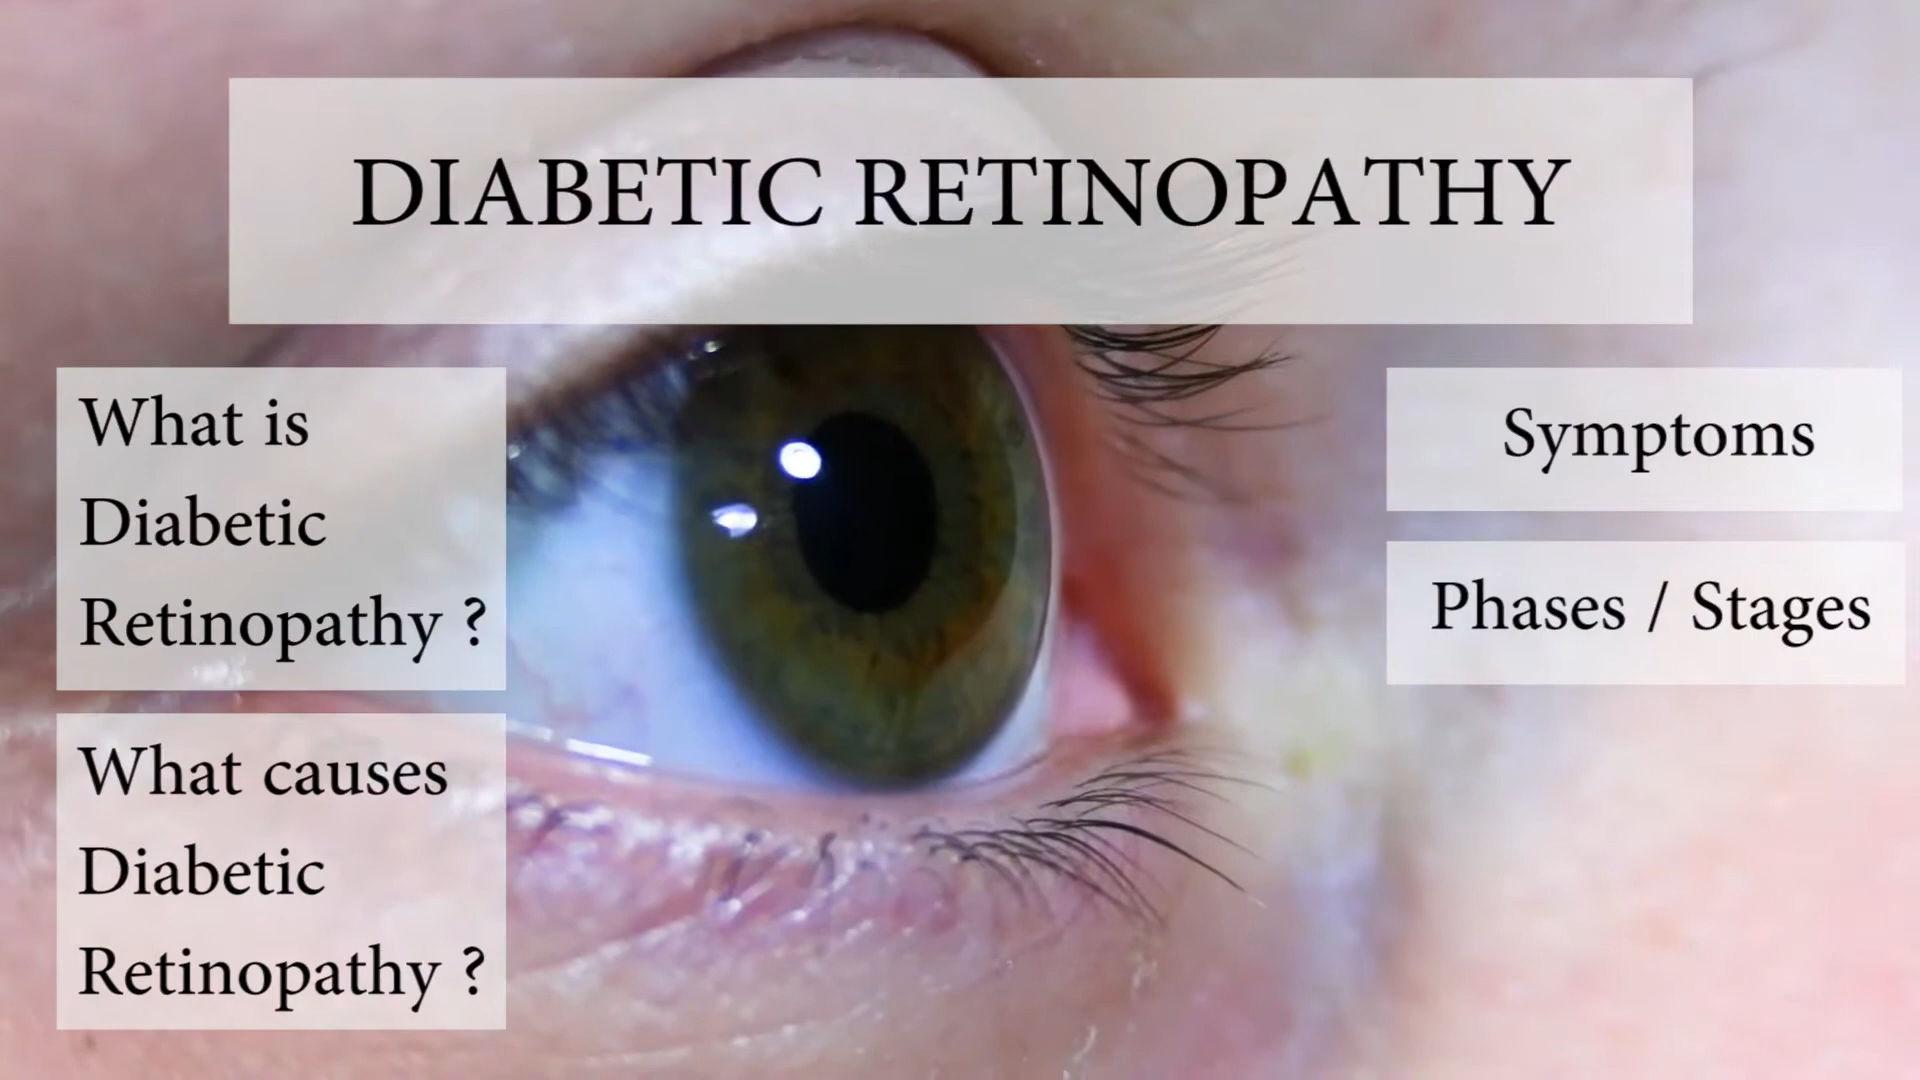 DIABETIC RETINOPATHY
What is
Diabetic
Retinopathy ?
What causes
Diabetic
Retinopathy ?
Symptoms
Phases / Stages